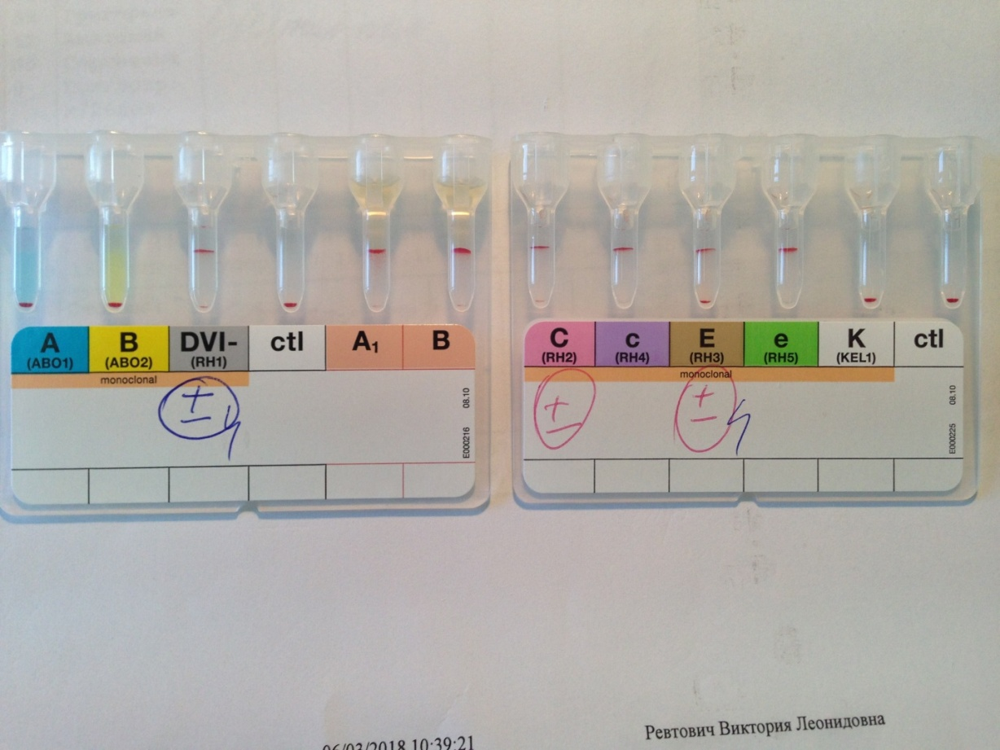 A B DVI- ctl A1 B
(ABO1) (ABO2) (RH1)
monoclonal
±
08.10
E000216
C c E e K ctl
(RH2) (RH4) (RH3) (RH5) (KEL1)
monoclonal
± ±
08.10
E000225
Ревтович Виктория Леонидовна
06/03/2018 10:39:21